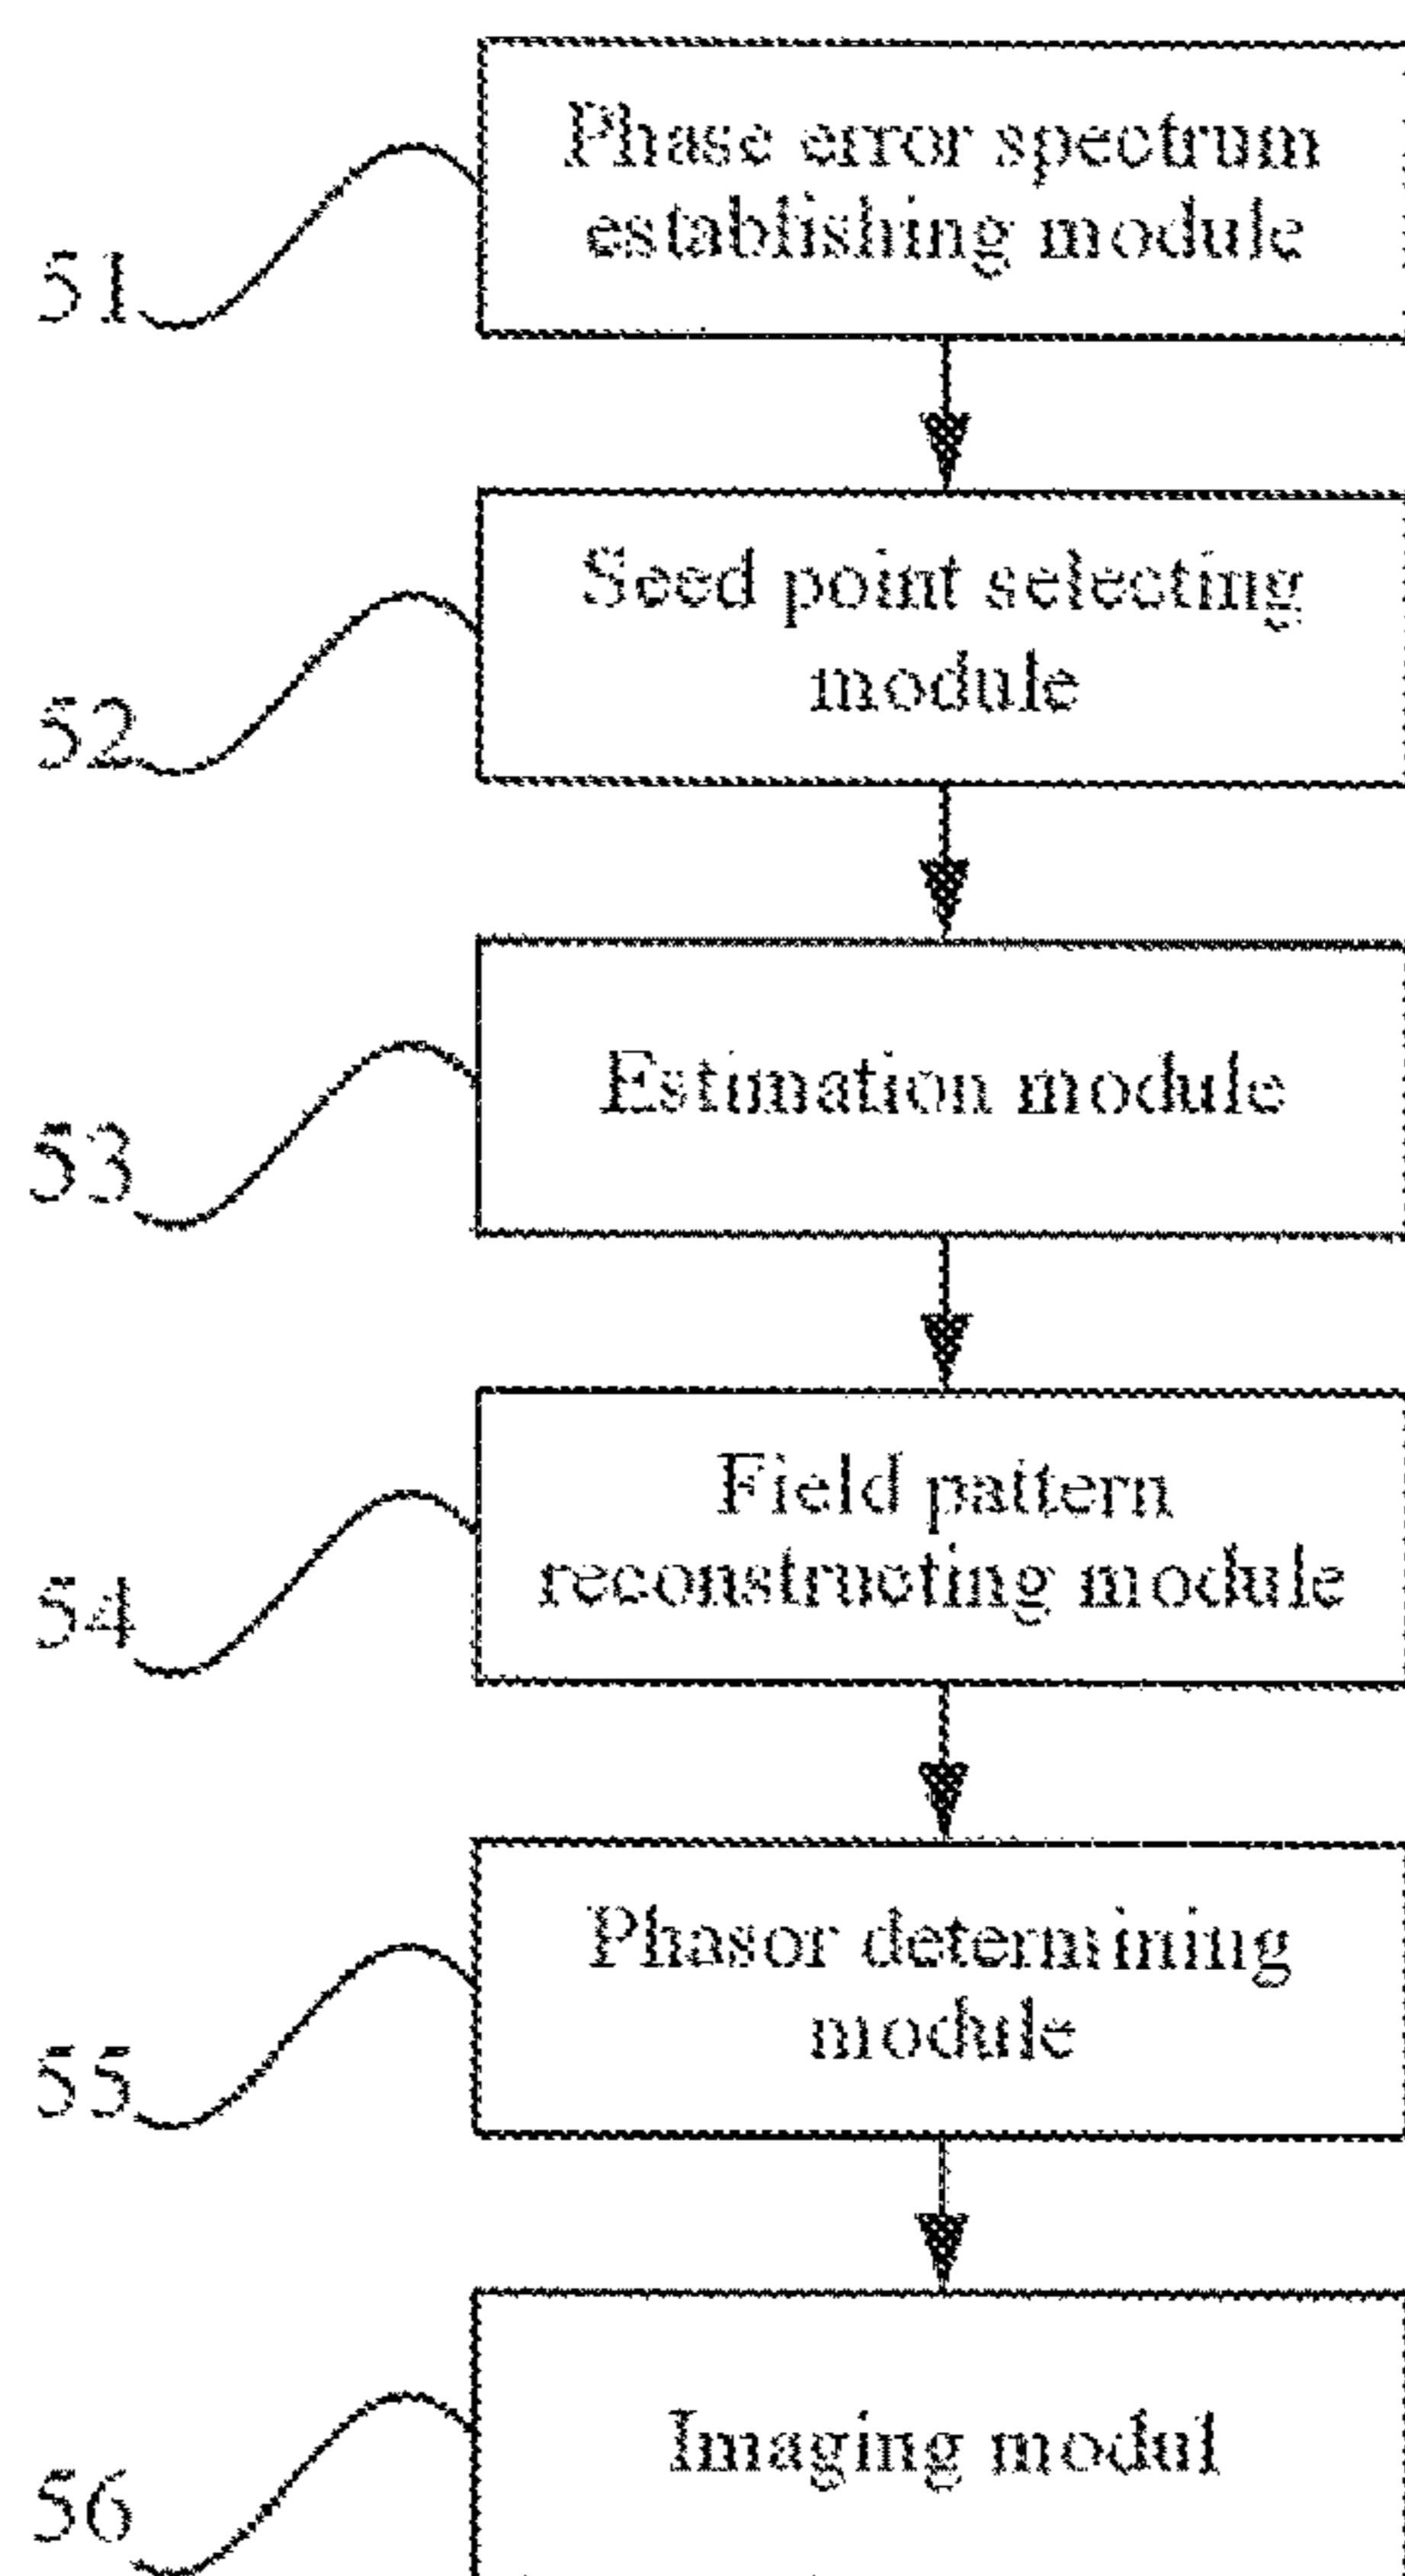 Phase error spectrum
establishing module
51
Seed point selecting
module
52
Estimation module
53
Field pattern
reconstructing module
54
Phasor determining
module
55
Imaging modul
56